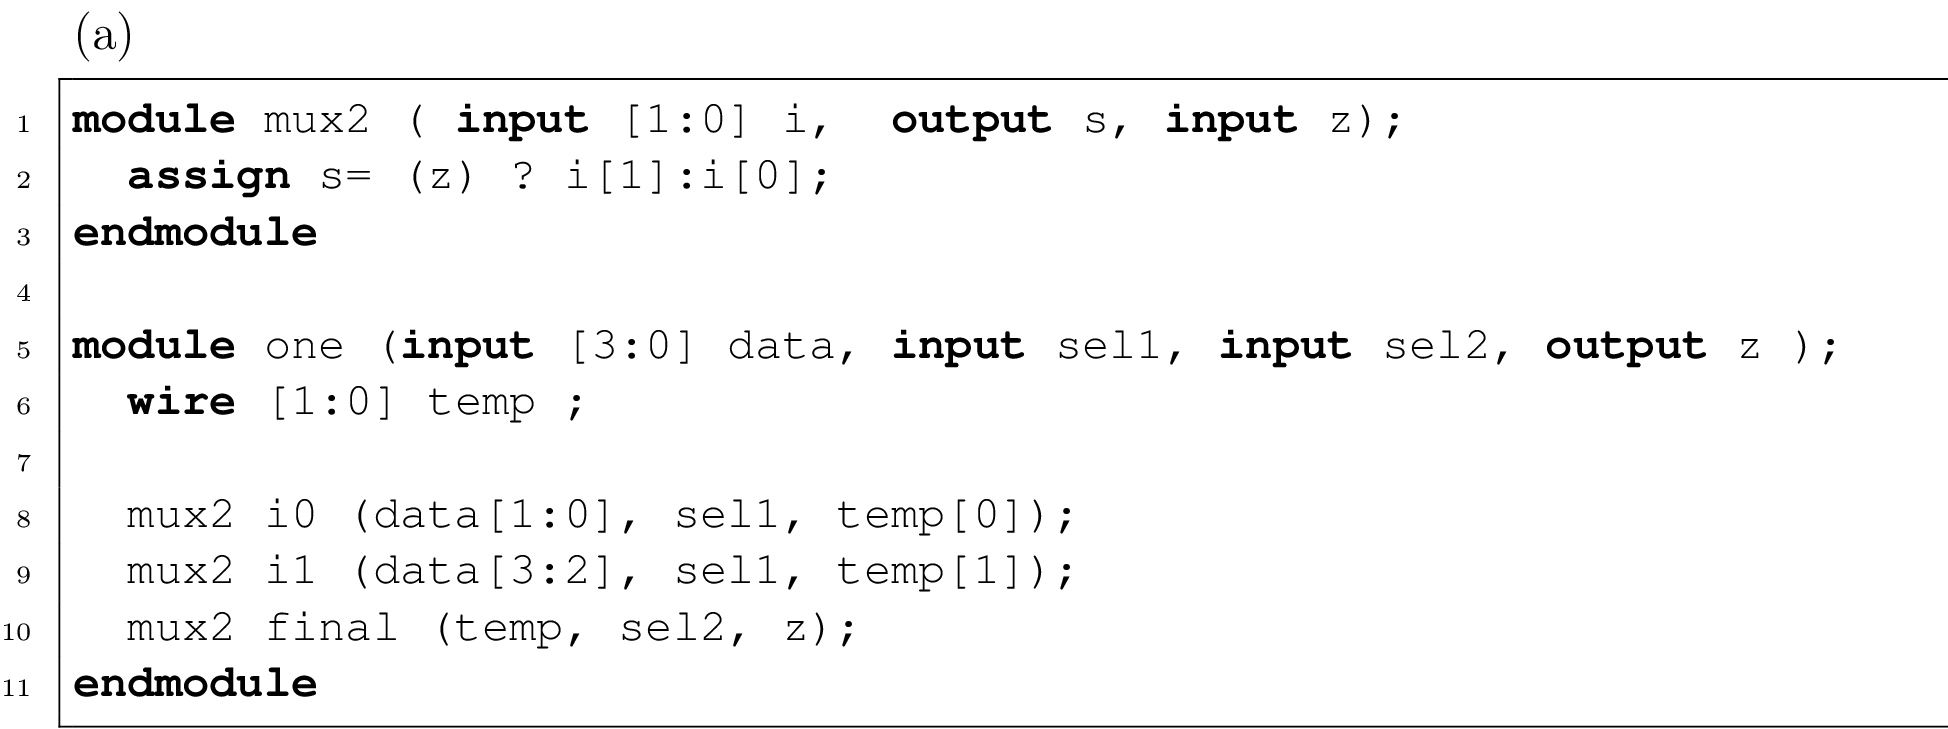 (a)
1 module mux2 ( input [1:0] i,  output s, input z);
2   assign s= (z) ? i[1]:i[0];
3 endmodule
4
5 module one (input [3:0] data, input sel1, input sel2, output z );
6   wire [1:0] temp ;
7
8   mux2 i0 (data[1:0], sel1, temp[0]);
9   mux2 i1 (data[3:2], sel1, temp[1]);
10   mux2 final (temp, sel2, z);
11 endmodule